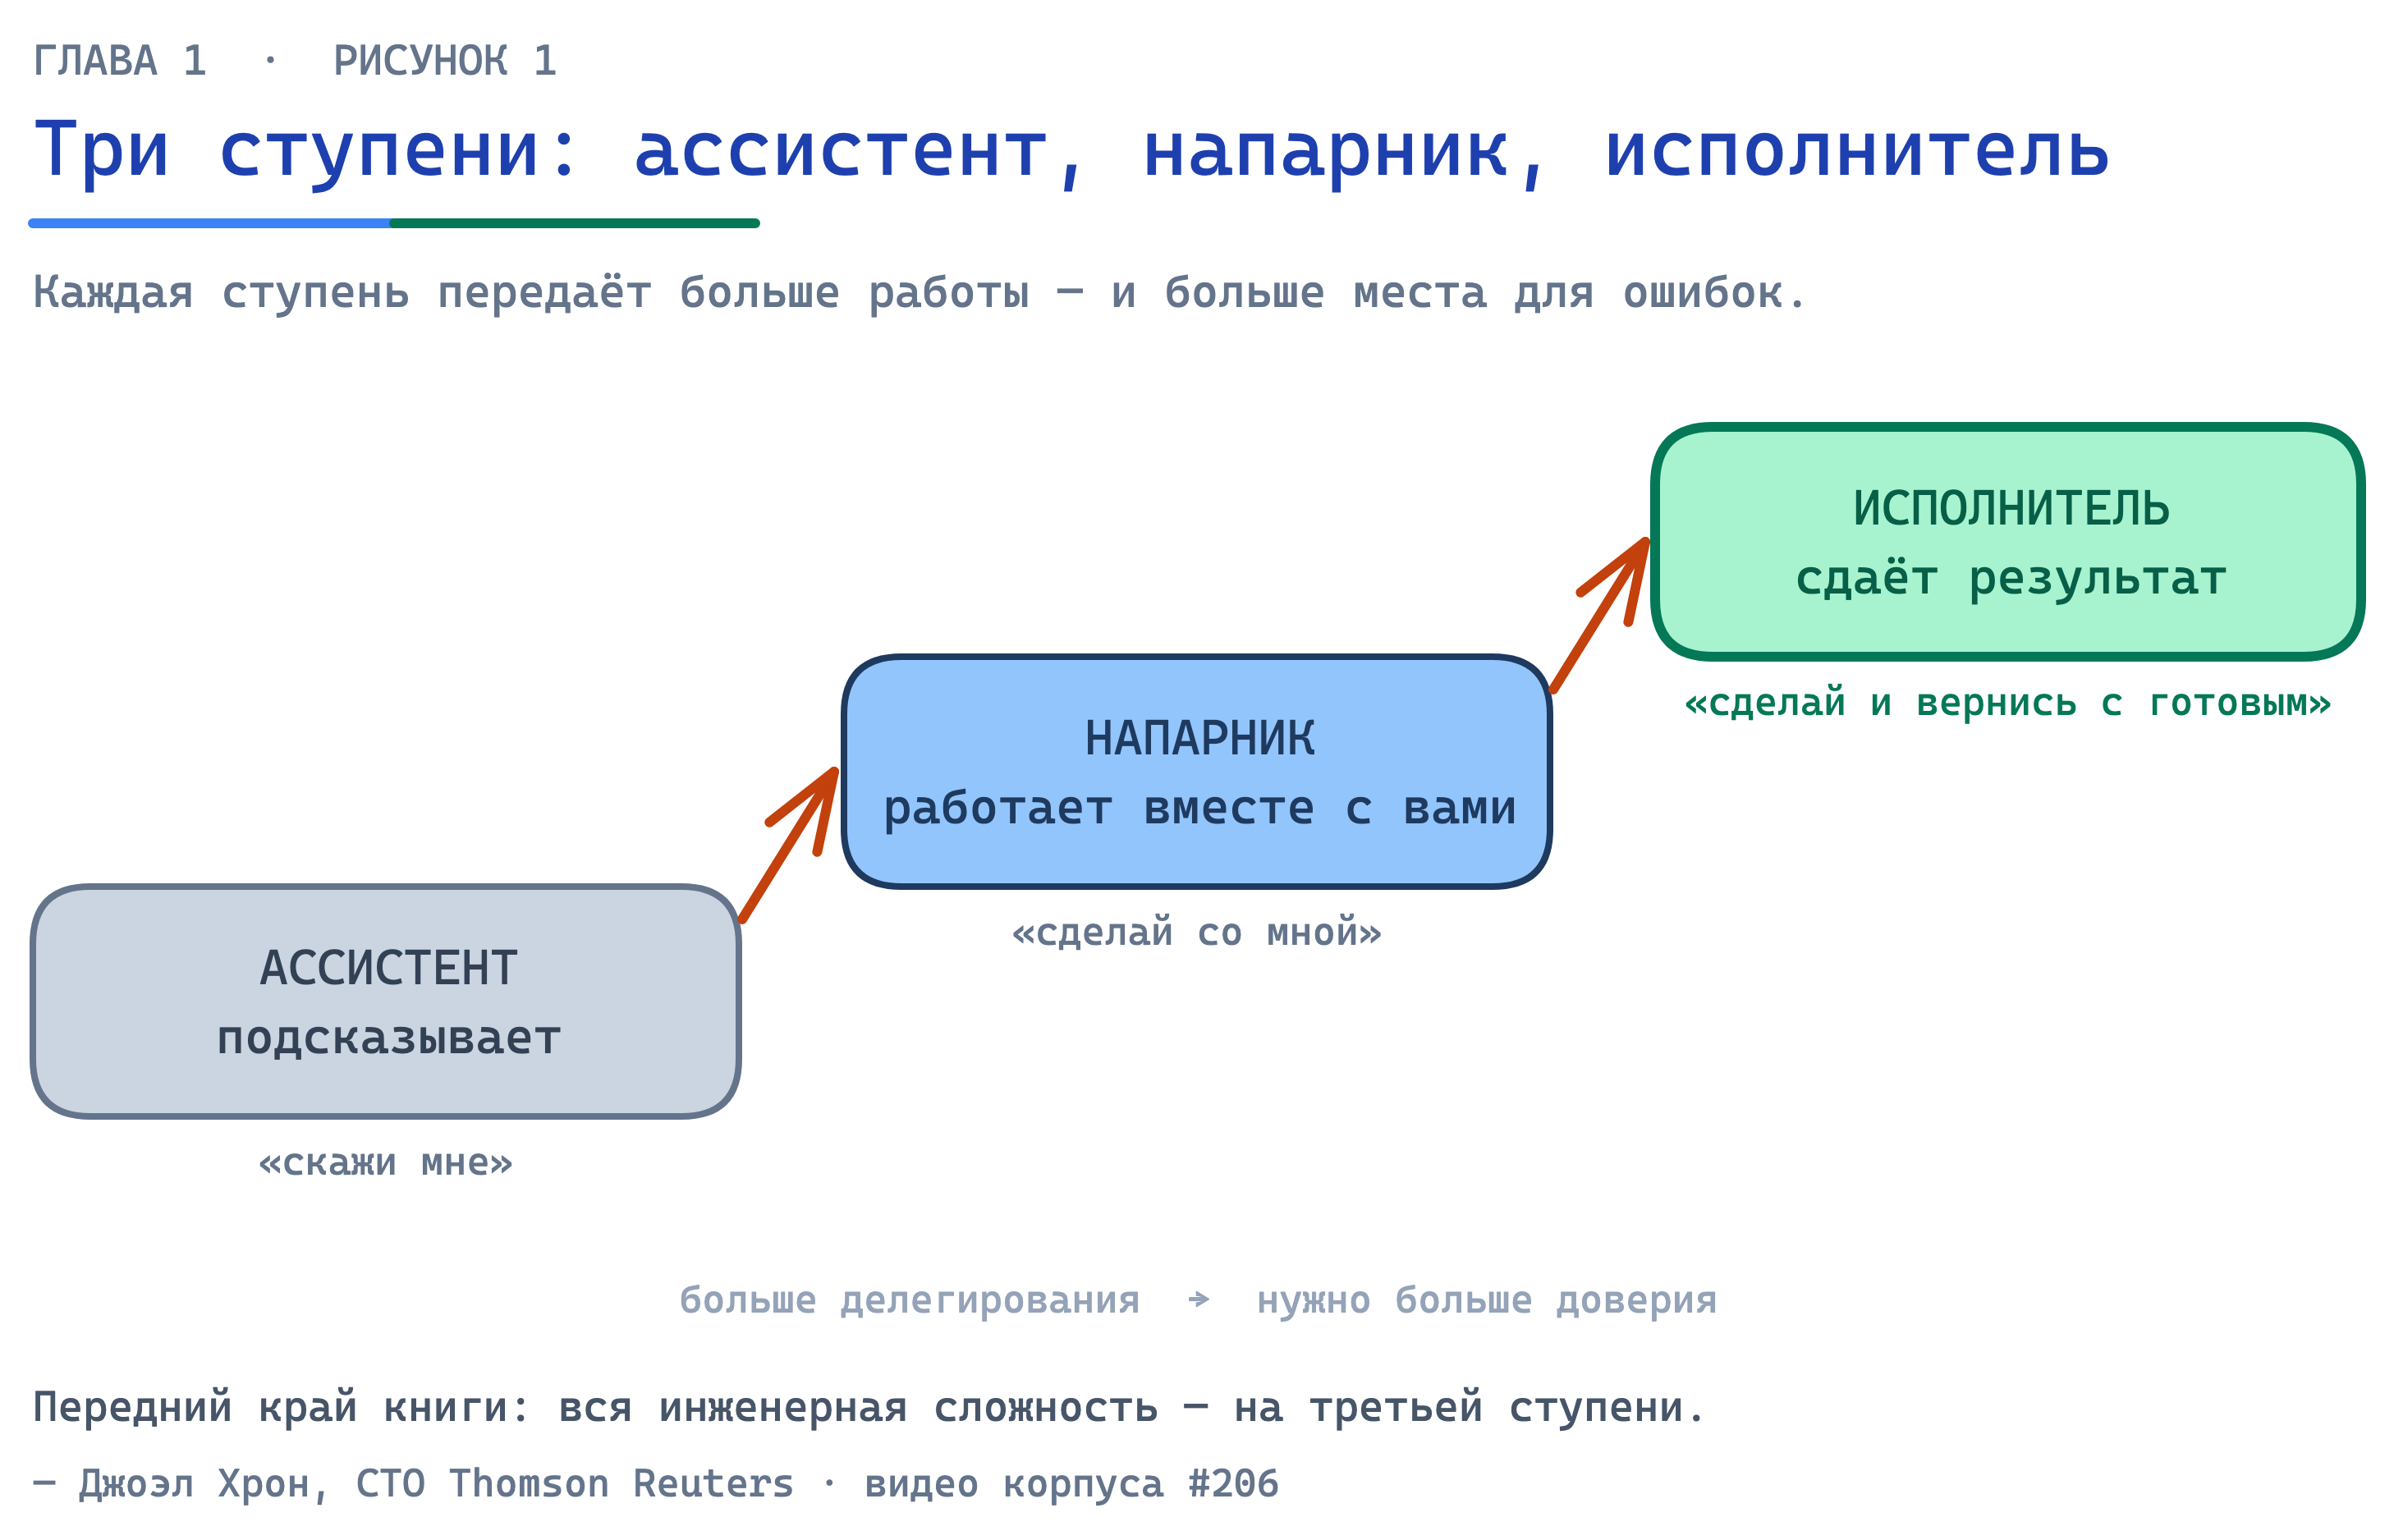 ГЛАВА 1 · РИСУНОК 1
Три ступени: ассистент, напарник, исполнитель
Каждая ступень передаёт больше работы — и больше места для ошибок.
ИСПОЛНИТЕЛЬ
сдаёт результат
«сделай и вернись с готовым»
НАПАРНИК
работает вместе с вами
«сделай со мной»
АССИСТЕНТ
подсказывает
«скажи мне»
больше делегирования → нужно больше доверия
Передний край книги: вся инженерная сложность — на третьей ступени.
— Джоэл Хрон, CTO Thomson Reuters · видео корпуса #206